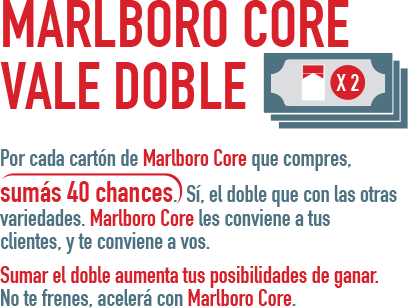 MARLBORO CORE
VALE DOBLE
X 2
Por cada cartón de Marlboro Core que compres,
sumás 40 chances. Sí, el doble que con las otras
variedades. Marlboro Core les conviene a tus
clientes, y te conviene a vos.
Sumar el doble aumenta tus posibilidades de ganar.
No te frenes, acelerá con Marlboro Core.